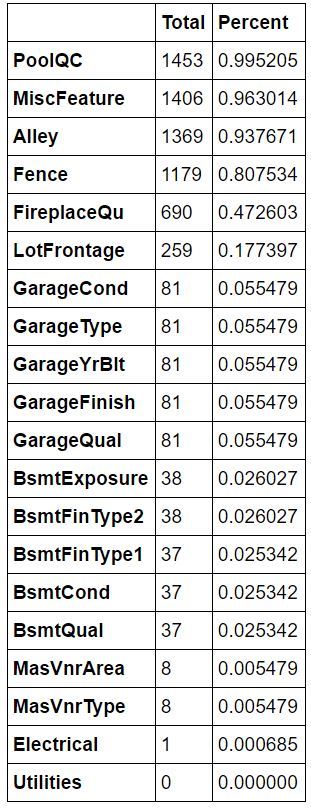 Total Percent
PoolQC 1453 0.995205
MiscFeature 1406 0.963014
Alley 1369 0.937671
Fence 1179 0.807534
FireplaceQu 690 0.472603
LotFrontage 259 0.177397
GarageCond 81 0.055479
GarageType 81 0.055479
GarageYrBlt 81 0.055479
GarageFinish 81 0.055479
GarageQual 81 0.055479
BsmtExposure 38 0.026027
BsmtFinType2 38 0.026027
BsmtFinType1 37 0.025342
BsmtCond 37 0.025342
BsmtQual 37 0.025342
MasVnrArea 8 0.005479
MasVnrType 8 0.005479
Electrical 1 0.000685
Utilities 0 0.000000